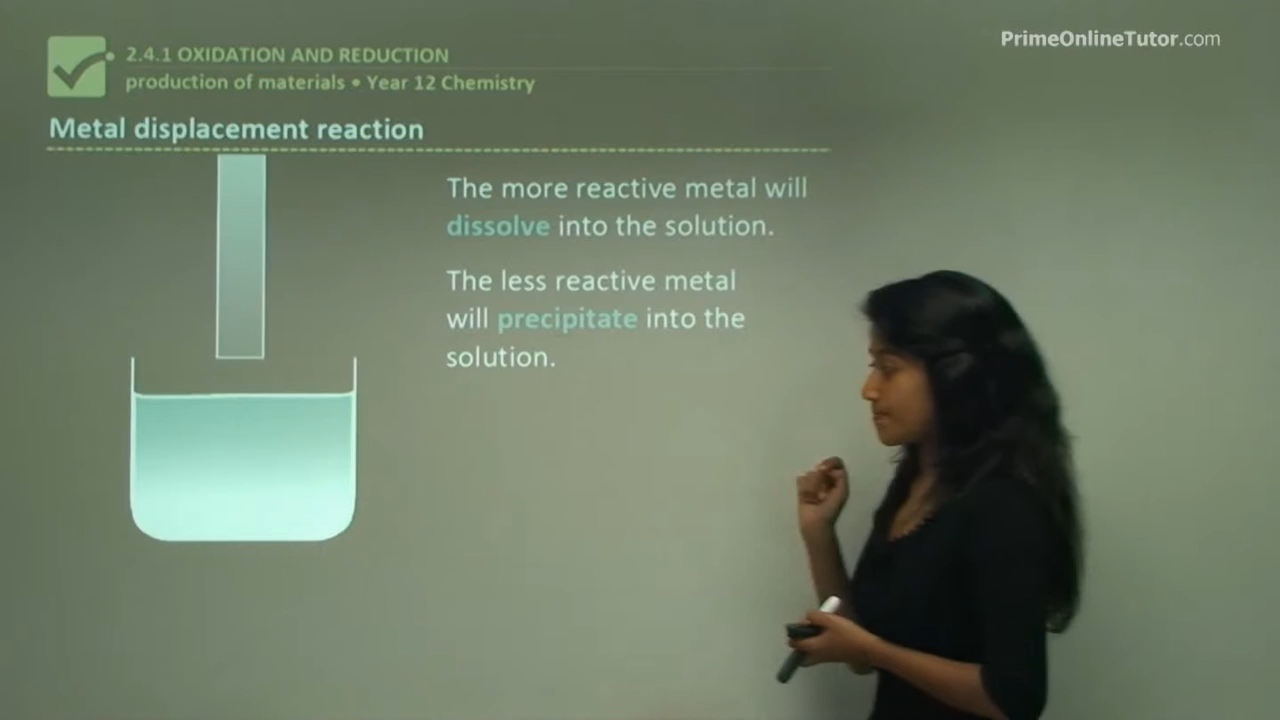 PrimeOnlineTutor.com
2.4.1 OXIDATION AND REDUCTION
production of materials • Year 12 Chemistry
Metal displacement reaction
The more reactive metal will
dissolve into the solution.
The less reactive metal
will precipitate into the
solution.